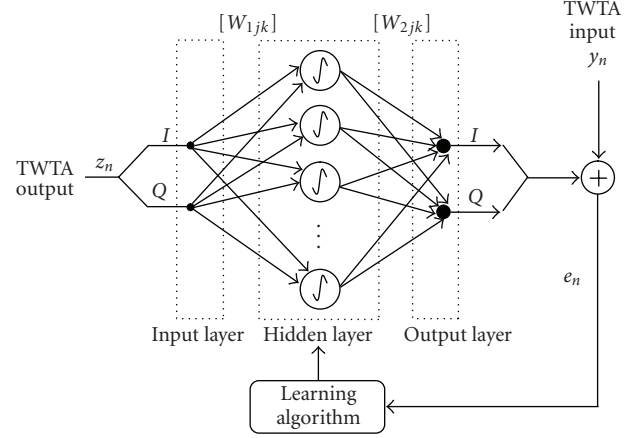 [W1jk]
[W2jk]
TWTA
input
yn
I
I
TWTA
output
zn
Q
Q
+
∫
∫
∫
⋮
∫
en
Input layer
Hidden layer
Output layer
Learning
algorithm